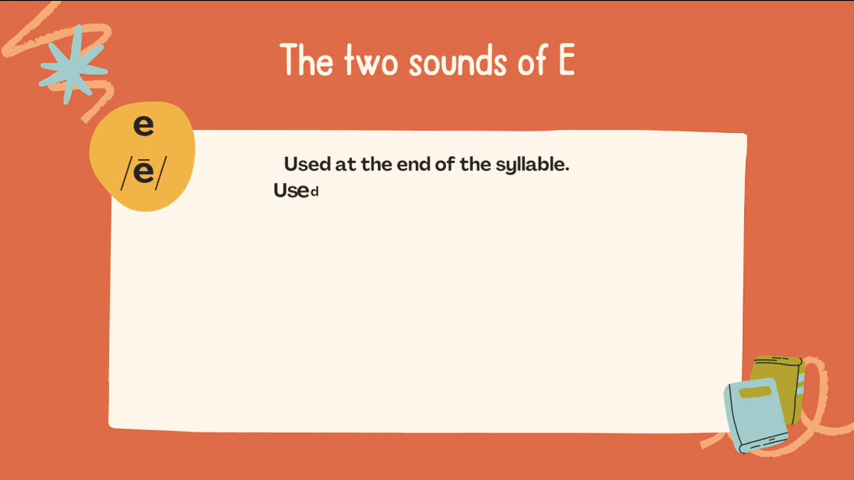 The two sounds of E
e
/ē/
Used at the end of the syllable.
Used